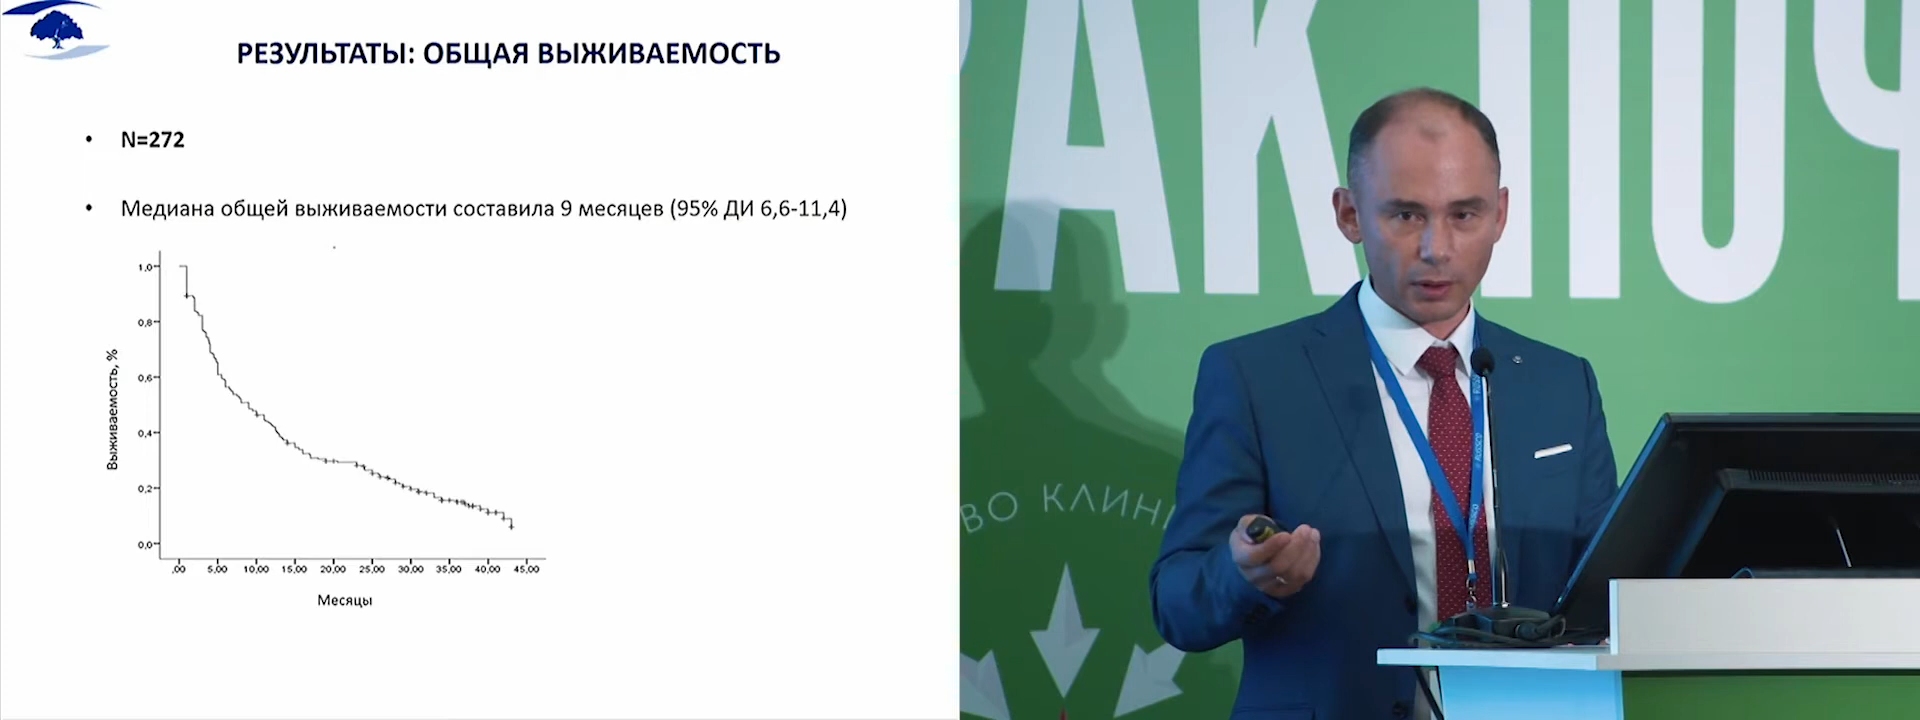 РЕЗУЛЬТАТЫ: ОБЩАЯ ВЫЖИВАЕМОСТЬ
• N=272
• Медиана общей выживаемости составила 9 месяцев (95% ДИ 6,6-11,4)
1,0
0,8
0,6
0,4
0,2
0,0
Выживаемость, %
,00 5,00 10,00 15,00 20,00 25,00 30,00 35,00 40,00 45,00
Месяцы
РАК ПОЧ
ВО КЛИНИ